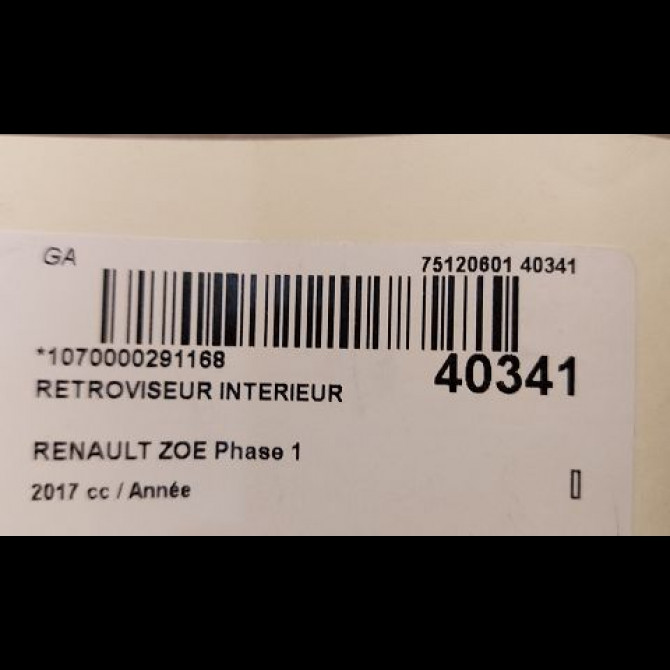 GA 75120601 40341
*1070000291168 40341
RETROVISEUR INTERIEUR
RENAULT ZOE Phase 1
2017 cc / Année